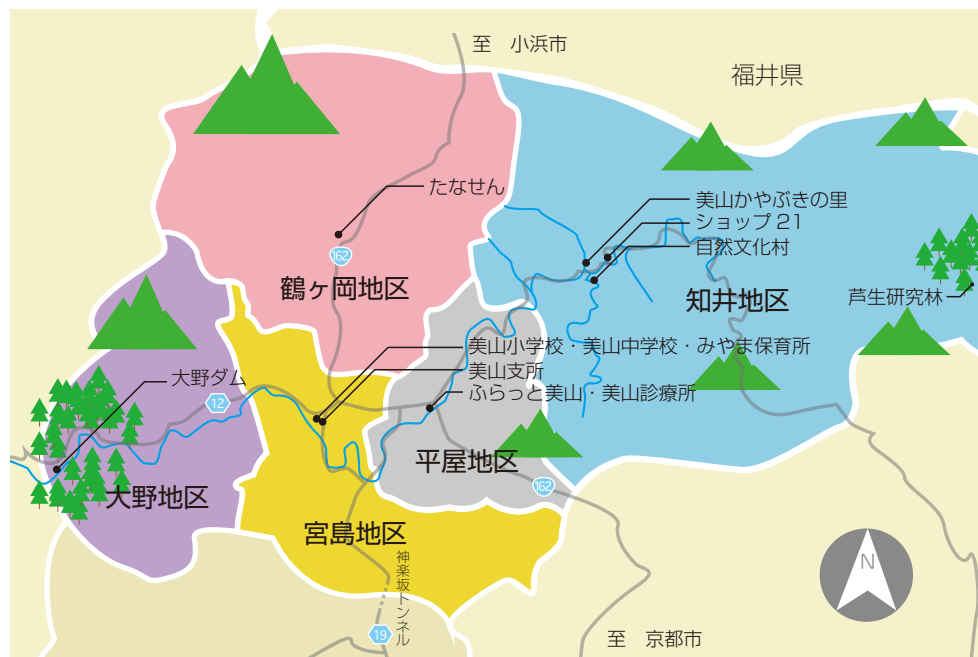 至　小浜市
福井県
たなせん
美山かやぶきの里
ショップ 21
自然文化村
162
鶴ヶ岡地区
知井地区
芦生研究林
美山小学校・美山中学校・みやま保育所
美山支所
ふらっと美山・美山診療所
大野ダム
12
平屋地区
162
大野地区
宮島地区
神楽坂トンネル
N
19
至　京都市